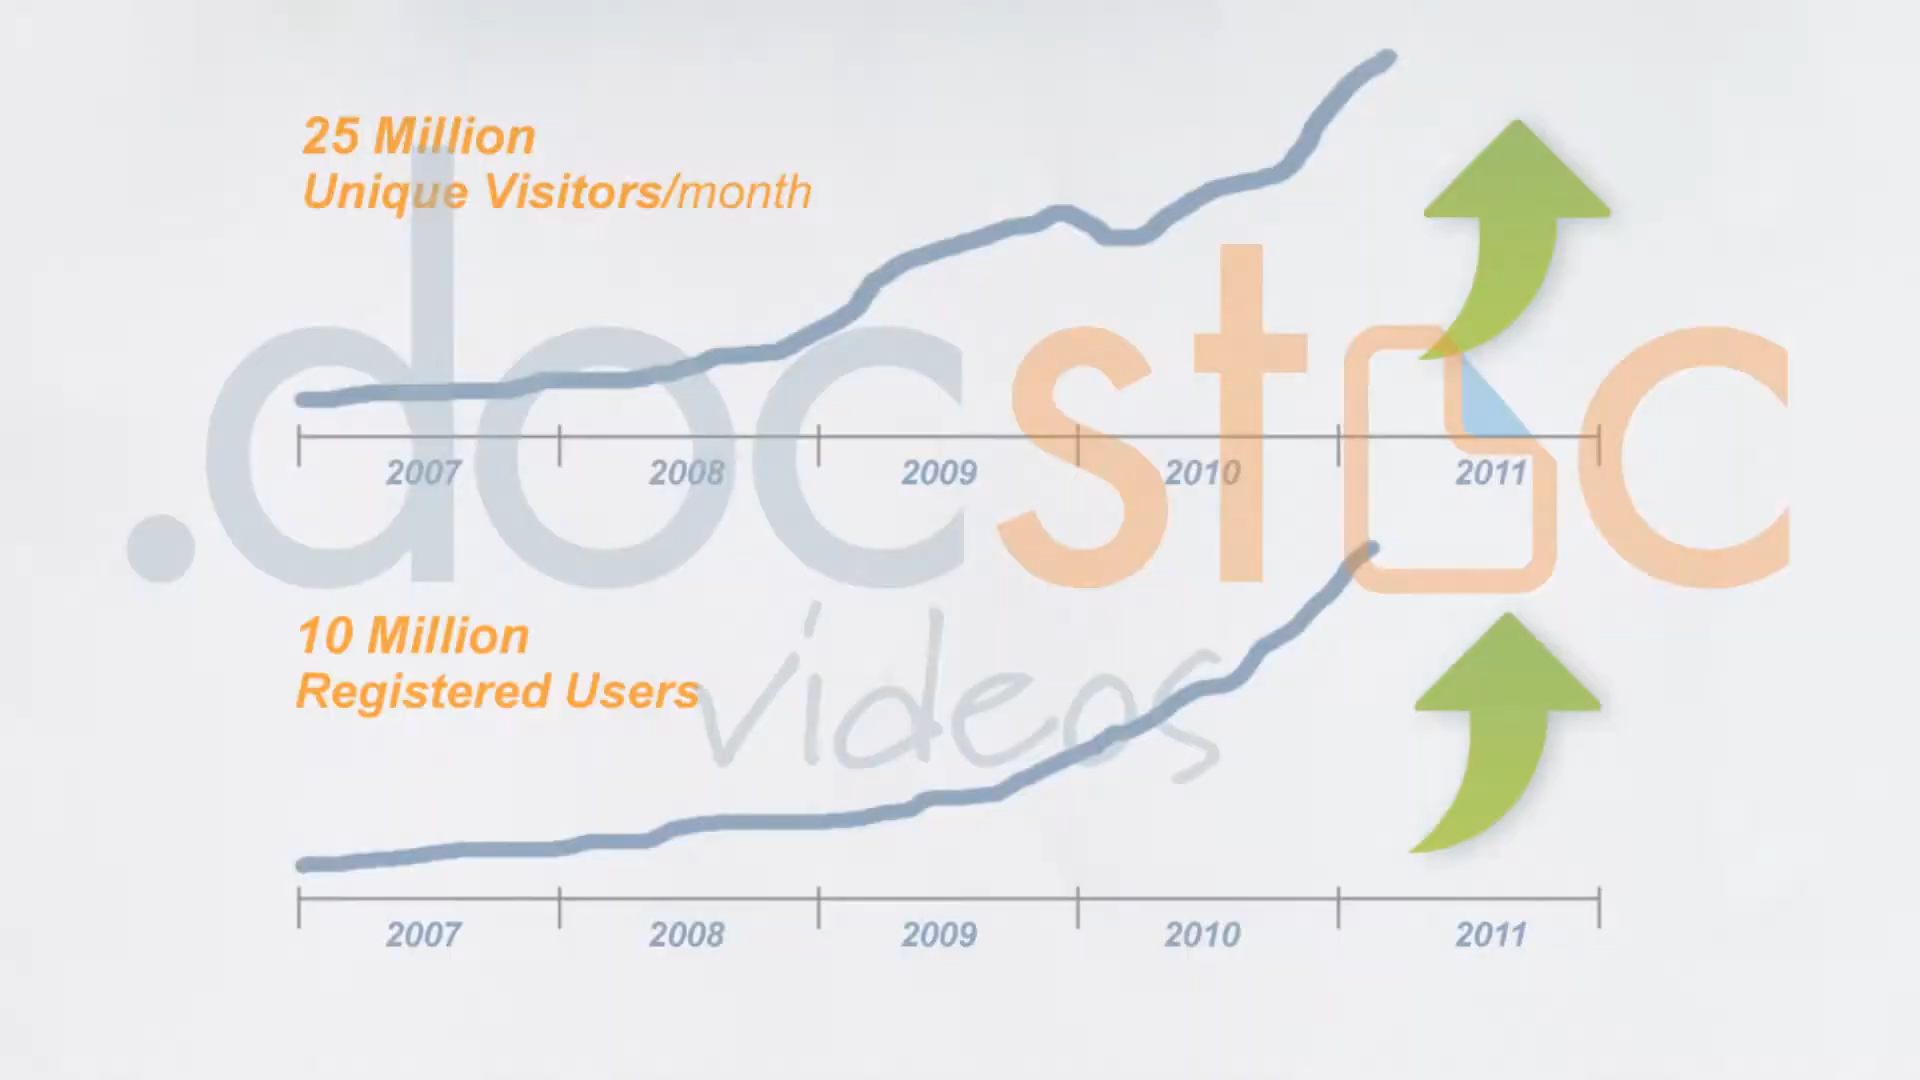 25 Million
Unique Visitors/month
2007 2008 2009 2010 2011
.docstoc
videos
10 Million
Registered Users
2007 2008 2009 2010 2011